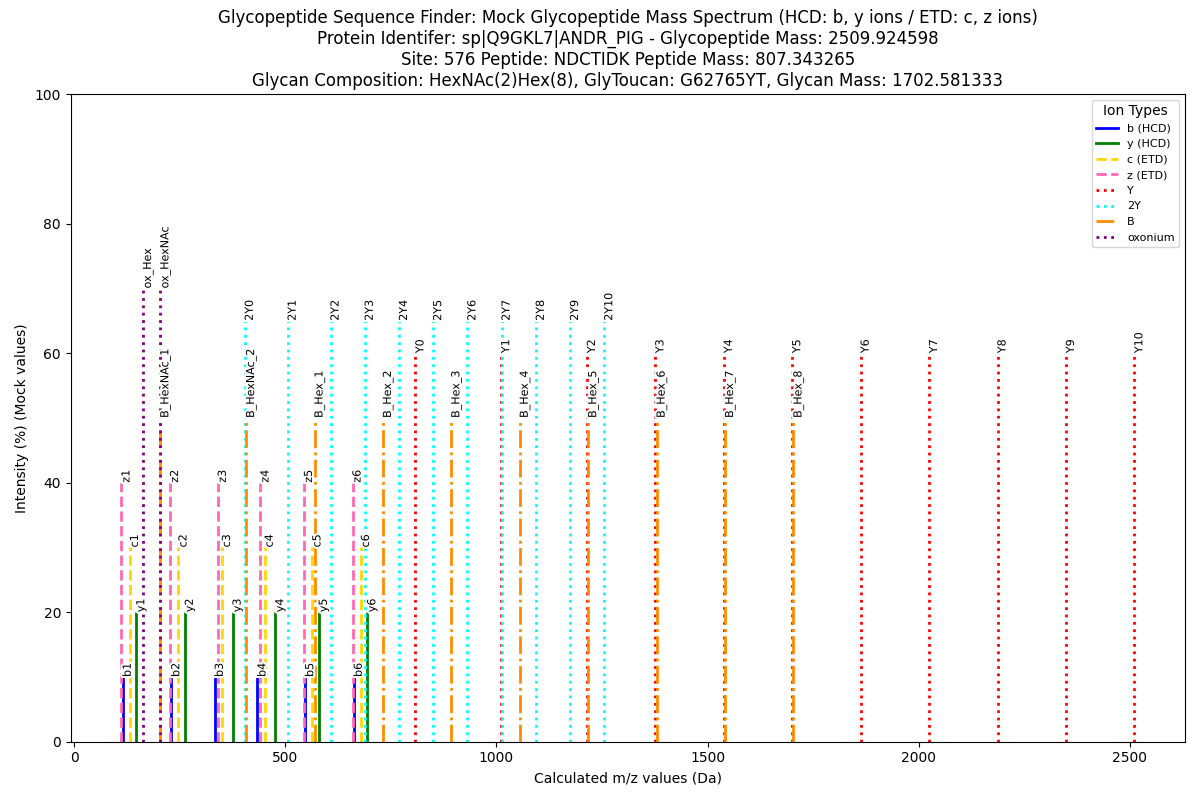 Glycopeptide Sequence Finder: Mock Glycopeptide Mass Spectrum (HCD: b, y ions / ETD: c, z ions)
Protein Identifer: sp|Q9GKL7|ANDR_PIG - Glycopeptide Mass: 2509.924598
Site: 576 Peptide: NDCTIDK Peptide Mass: 807.343265
Glycan Composition: HexNAc(2)Hex(8), GlyToucan: G62765YT, Glycan Mass: 1702.581333
Ion Types
b (HCD)
y (HCD)
c (ETD)
z (ETD)
Y
2Y
B
oxonium
100
80
60
40
20
0
Intensity (%) (Mock values)
ox_Hex
ox_HexNAc
2Y0
2Y1
2Y2
2Y3
2Y4
2Y5
2Y6
2Y7
2Y8
2Y9
2Y10
Y0
Y1
Y2
Y3
Y4
Y5
Y6
Y7
Y8
Y9
Y10
B_HexNAc_1
B_HexNAc_2
B_Hex_1
B_Hex_2
B_Hex_3
B_Hex_4
B_Hex_5
B_Hex_6
B_Hex_7
B_Hex_8
z1
z2
z3
z4
z5
z6
c1
c2
c3
c4
c5
c6
y1
y2
y3
y4
y5
y6
b1
b2
b3
b4
b5
b6
0
500
1000
1500
2000
2500
Calculated m/z values (Da)